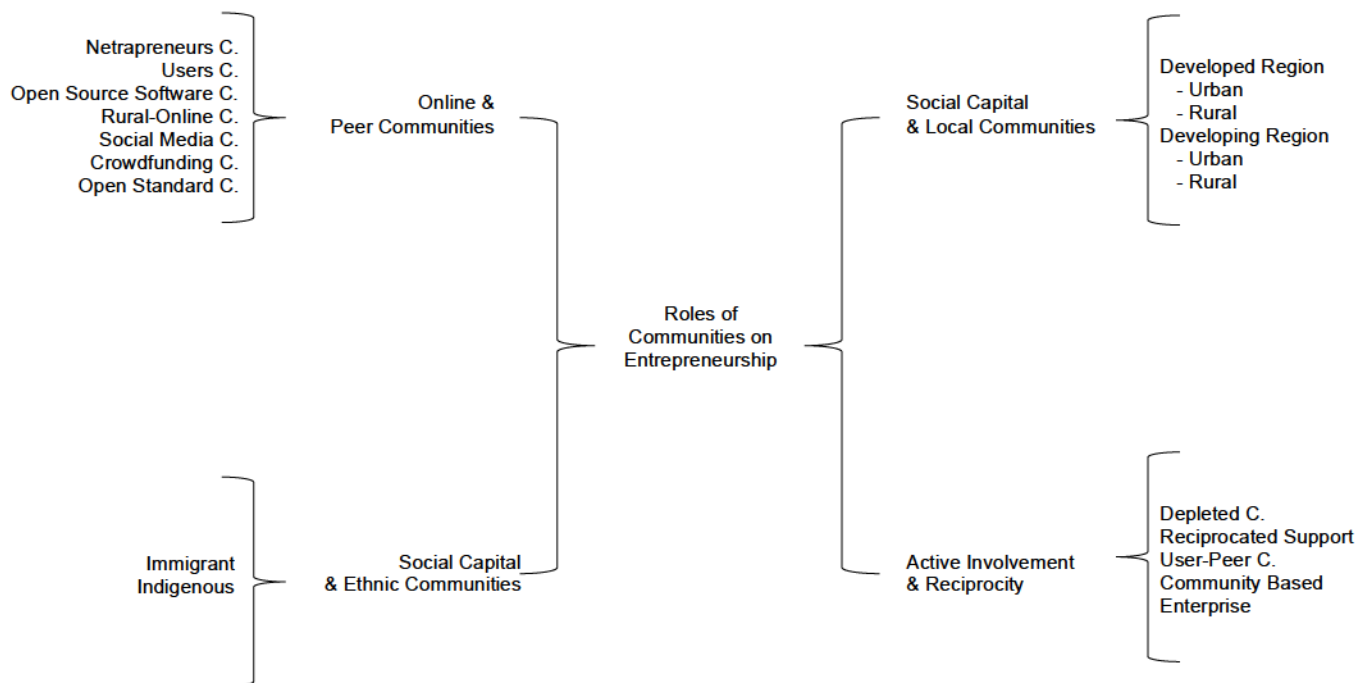 Netrapreneurs C.
Users C.
Open Source Software C.
Rural-Online C.
Social Media C.
Crowdfunding C.
Open Standard C.
Online &
Peer Communities
Social Capital
& Local Communities
Developed Region
- Urban
- Rural
Developing Region
- Urban
- Rural
Roles of
Communities on
Entrepreneurship
Immigrant
Indigenous
Social Capital
& Ethnic Communities
Active Involvement
& Reciprocity
Depleted C.
Reciprocated Support
User-Peer C.
Community Based
Enterprise